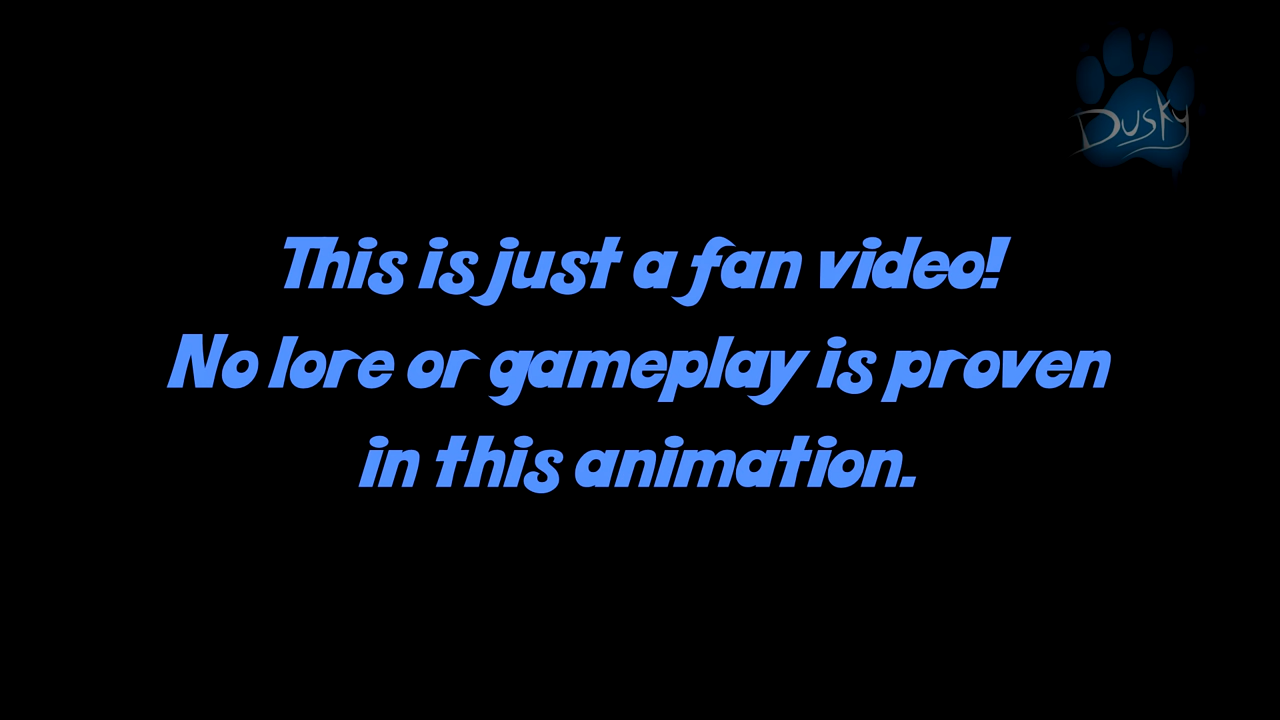 Dusky
This is just a fan video!
No lore or gameplay is proven
in this animation.